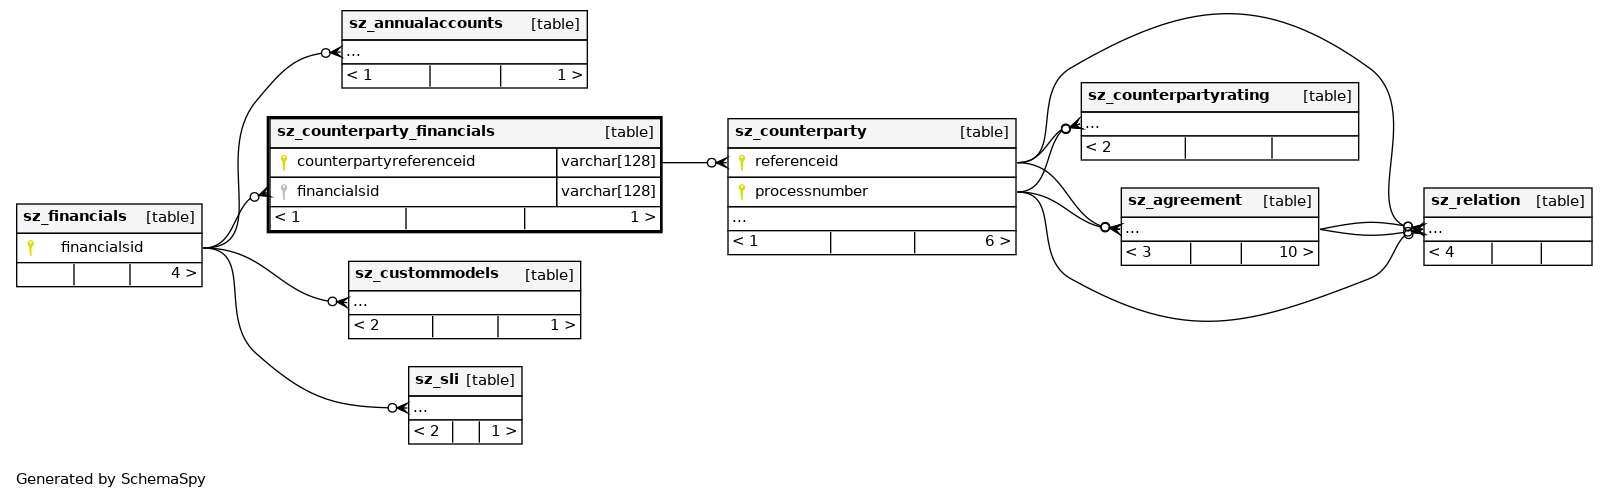 sz_annualaccounts [table]
...
< 1 1 >
sz_counterparty_financials [table]
counterpartyreferenceid varchar[128]
financialsid varchar[128]
< 1 1 >
sz_financials [table]
financialsid
4 >
sz_custommodels [table]
...
< 2 1 >
sz_sli [table]
...
< 2 1 >
sz_counterparty [table]
referenceid
processnumber
...
< 1 6 >
sz_counterpartyrating [table]
...
< 2
sz_agreement [table]
...
< 3 10 >
sz_relation [table]
...
< 4
Generated by SchemaSpy